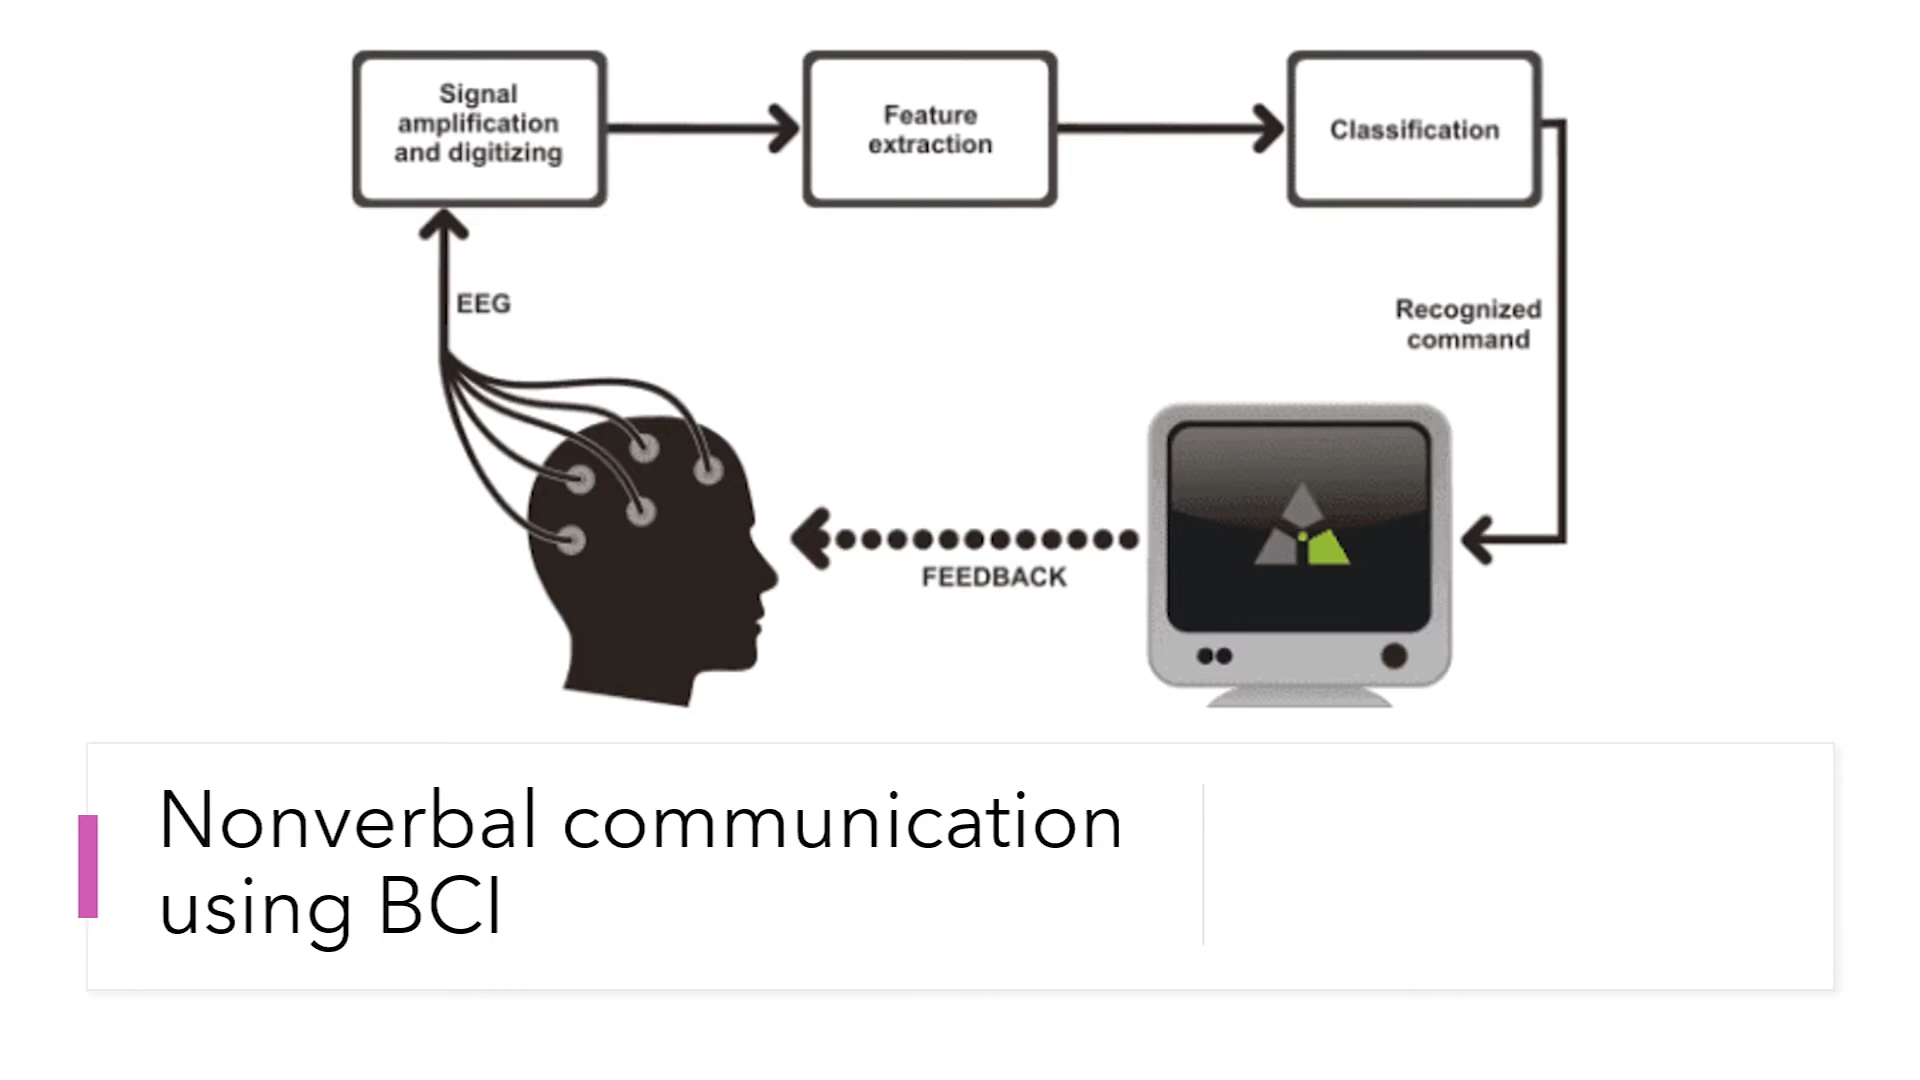 Signal
amplification
and digitizing
Feature
extraction
Classification
EEG
Recognized
command
FEEDBACK
Nonverbal communication
using BCI